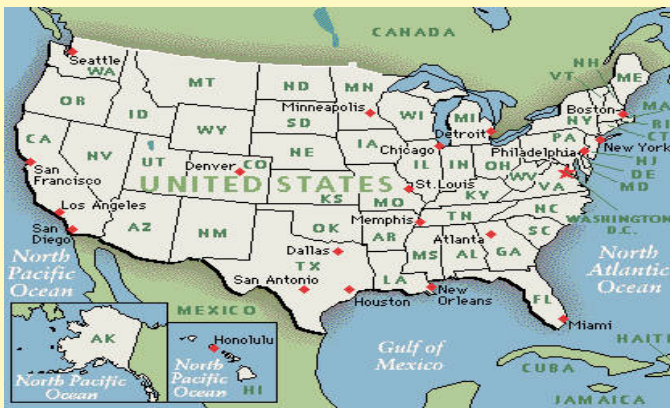 CANADA
Seattle
WA
MT
ND
MN
NH
VT
ME
OR
ID
Minneapolis
WI
MI
NY
Boston
MA
RI
CT
SD
WY
Detroit
New York
CA
NV
UT
Denver
CO
NE
IA
Chicago
IL
IN
OH
PA
Philadelphia
NJ
DE
MD
WV
VA
San
Francisco
UNITED STATES
KS
MO
St. Louis
KY
WASHINGTON
D.C.
Los Angeles
San
Diego
AZ
NM
OK
AR
Memphis
TN
NC
SC
Atlanta
MS
AL
GA
North
Pacific
Ocean
Dallas
TX
San Antonio
LA
Houston
New
Orleans
FL
Miami
North
Atlantic
Ocean
MEXICO
Gulf of
Mexico
CUBA
HAITI
JAMAICA
AK
North Pacific
Ocean
Honolulu
North
Pacific
Ocean
HI